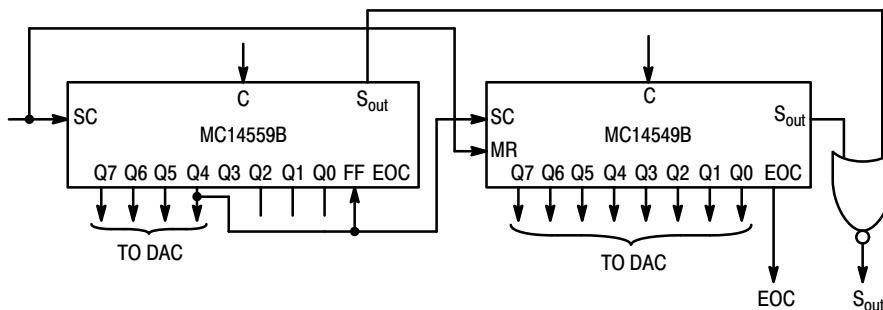 C
S_out
SC
MC14559B
Q7 Q6 Q5 Q4 Q3 Q2 Q1 Q0 FF EOC
TO DAC
C
SC
S_out
MC14549B
MR
Q7 Q6 Q5 Q4 Q3 Q2 Q1 Q0 EOC
TO DAC
EOC
S_out